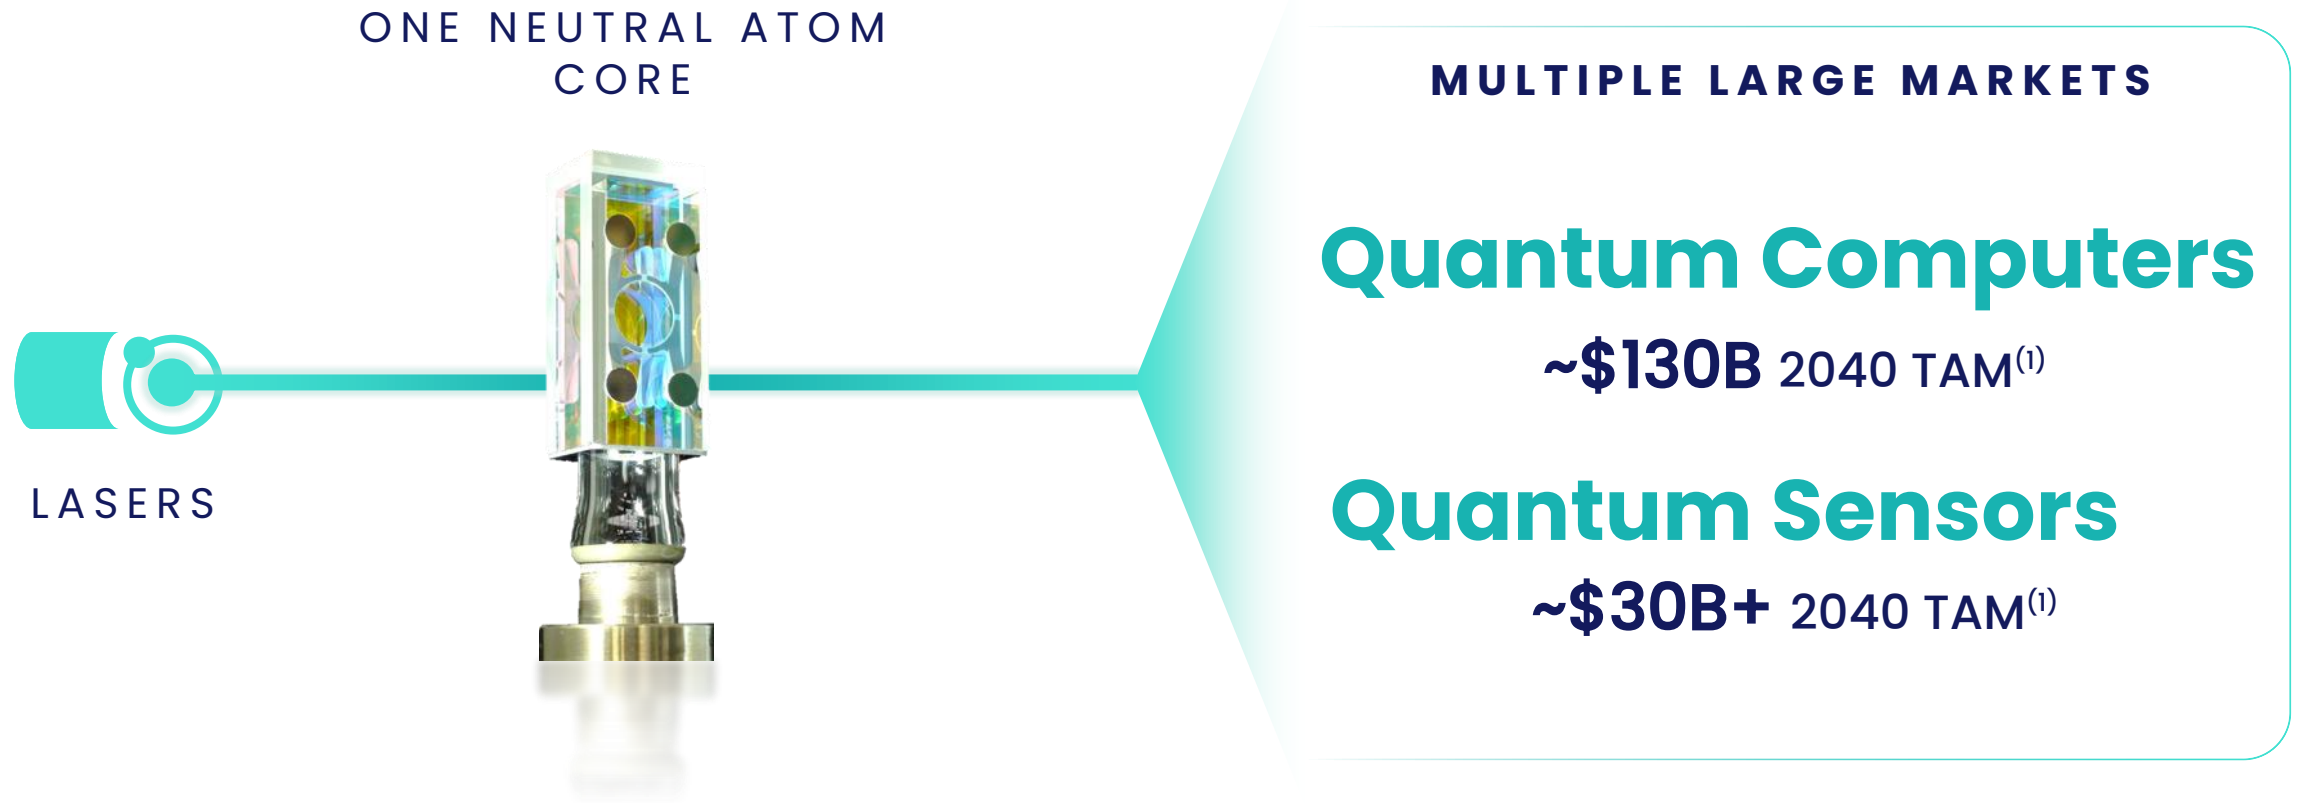 ONE NEUTRAL ATOM
CORE
LASERS
MULTIPLE LARGE MARKETS
Quantum Computers
~$130B 2040 TAM(1)
Quantum Sensors
~$30B+ 2040 TAM(1)